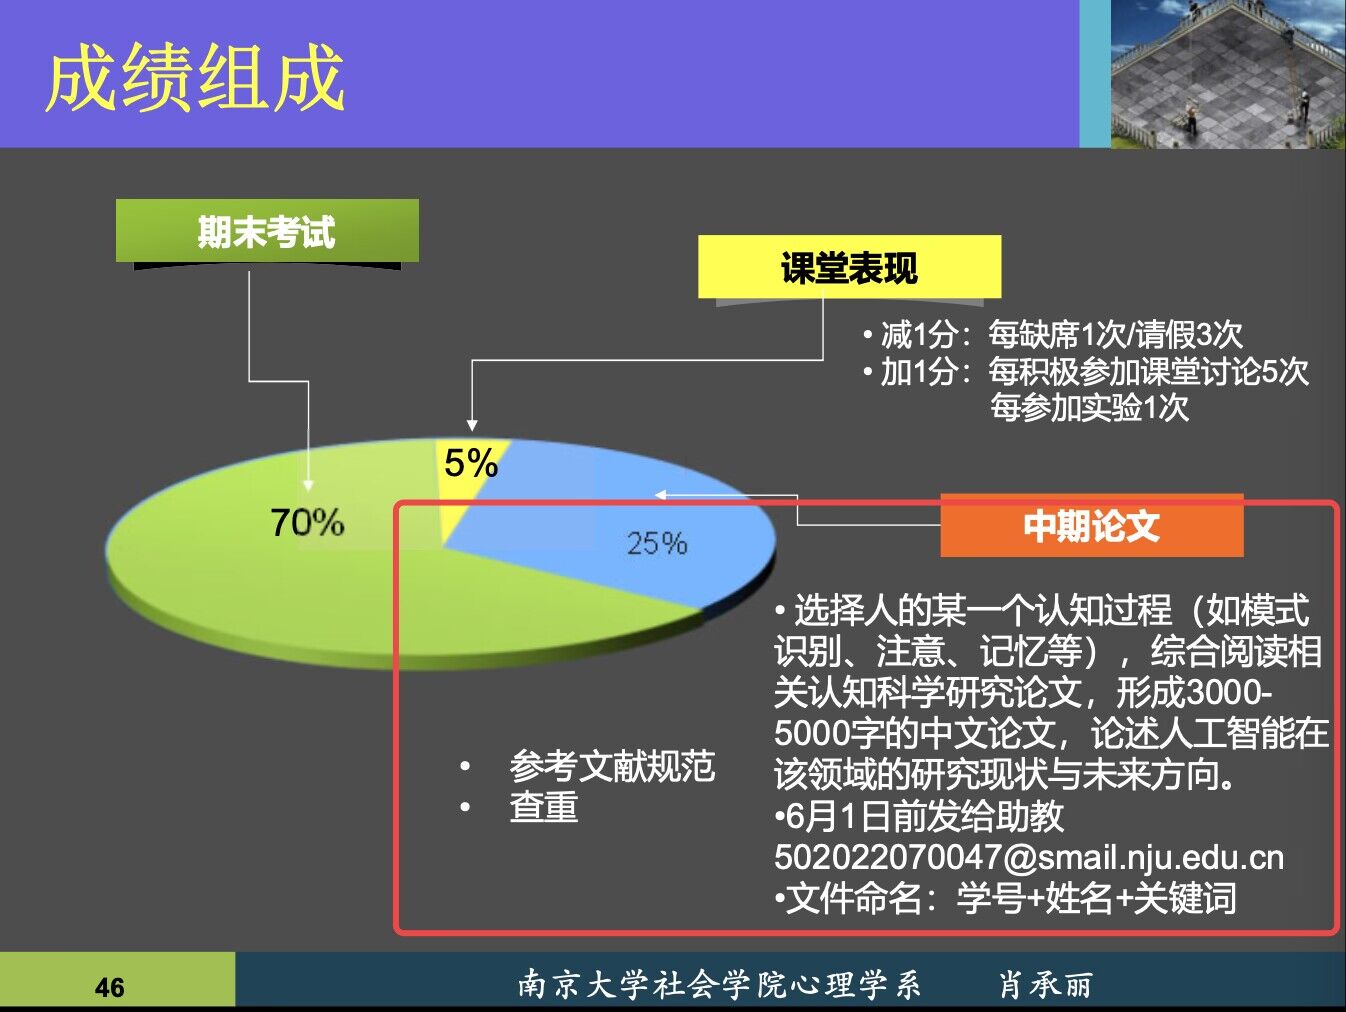 成绩组成
期末考试
课堂表现
• 减1分：每缺席1次/请假3次
• 加1分：每积极参加课堂讨论5次
每参加实验1次
5%
70%
25%
中期论文
• 选择人的某一个认知过程（如模式
识别、注意、记忆等），综合阅读相
关认知科学研究论文，形成3000-
5000字的中文论文，论述人工智能在
该领域的研究现状与未来方向。
•6月1日前发给助教
502022070047@smail.nju.edu.cn
•文件命名：学号+姓名+关键词
• 参考文献规范
• 查重
46
南京大学社会学院心理学系 肖承丽